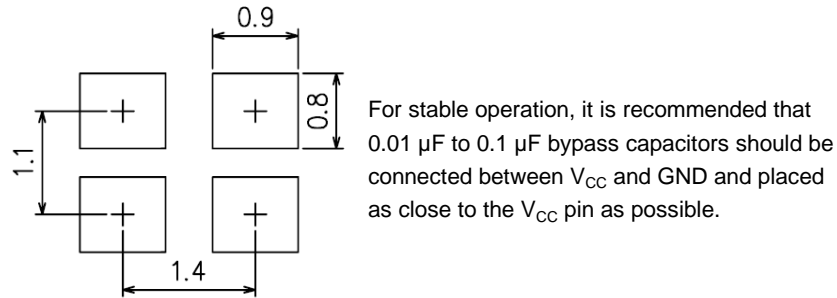 0.9
0.8
1.1
1.4
For stable operation, it is recommended that
0.01 µF to 0.1 µF bypass capacitors should be
connected between VCC and GND and placed
as close to the VCC pin as possible.